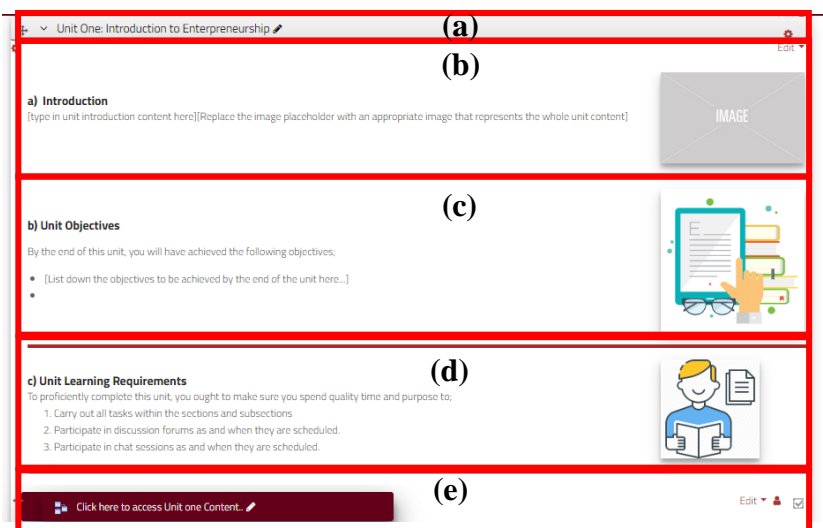 Unit One: Introduction to Enterpreneurship
(a)
Edit
(b)
a) Introduction
[type in unit introduction content here][Replace the image placeholder with an appropriate image that represents the whole unit content]
IMAGE
(c)
b) Unit Objectives
By the end of this unit, you will have achieved the following objectives;
[List down the objectives to be achieved by the end of the unit here...]
E
(d)
c) Unit Learning Requirements
To proficiently complete this unit, you ought to make sure you spend quality time and purpose to;
1. Carry out all tasks within the sections and subsections
2. Participate in discussion forums as and when they are scheduled.
3. Participate in chat sessions as and when they are scheduled.
(e)
Click here to access Unit one Content..
Edit